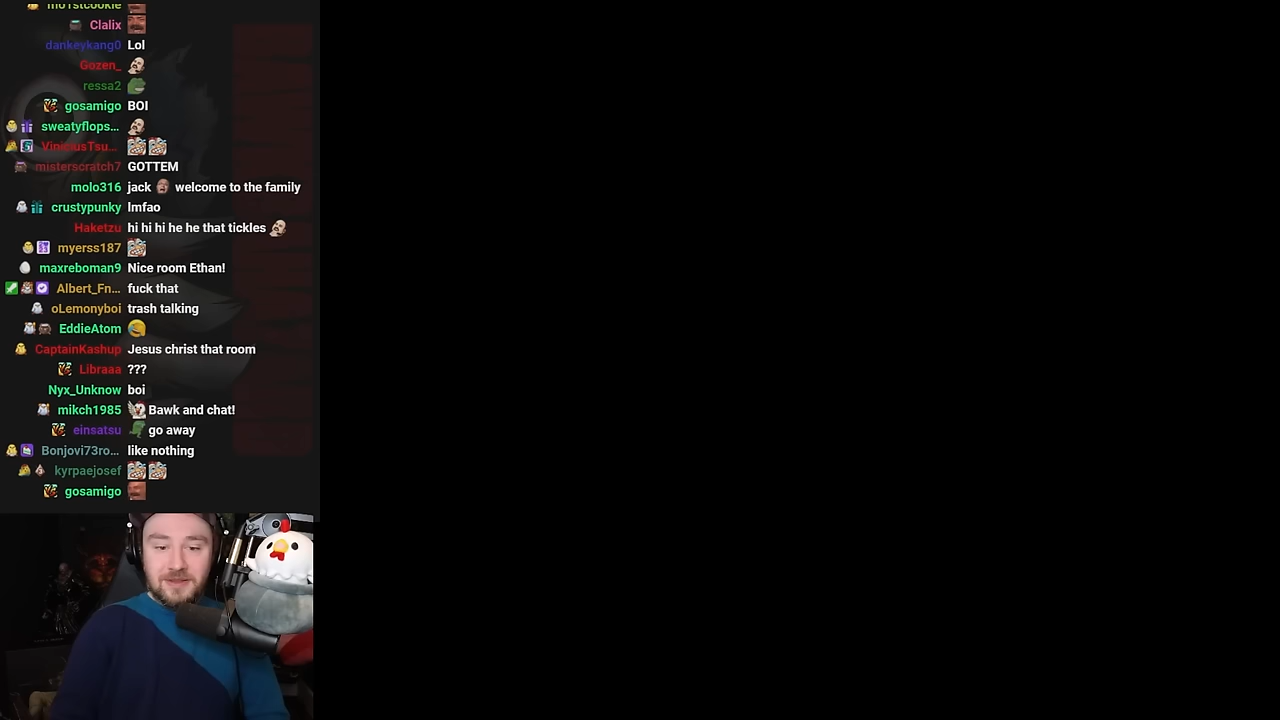 mo1stcookie
Clalix
dankeykang0 Lol
Gozen_
ressa2
gosamigo BOI
sweatyflops…
ViniciusTsu…
misterscratch7 GOTTEM
molo316 jack welcome to the family
crustypunky lmfao
Haketzu hi hi hi he he that tickles
myerss187
maxreboman9 Nice room Ethan!
Albert_Fn… fuck that
oLemonyboi trash talking
EddieAtom
CaptainKashup Jesus christ that room
Libraaa ???
Nyx_Unknow boi
mikch1985 Bawk and chat!
einsatsu go away
Bonjovi73ro… like nothing
kyrpaejosef
gosamigo